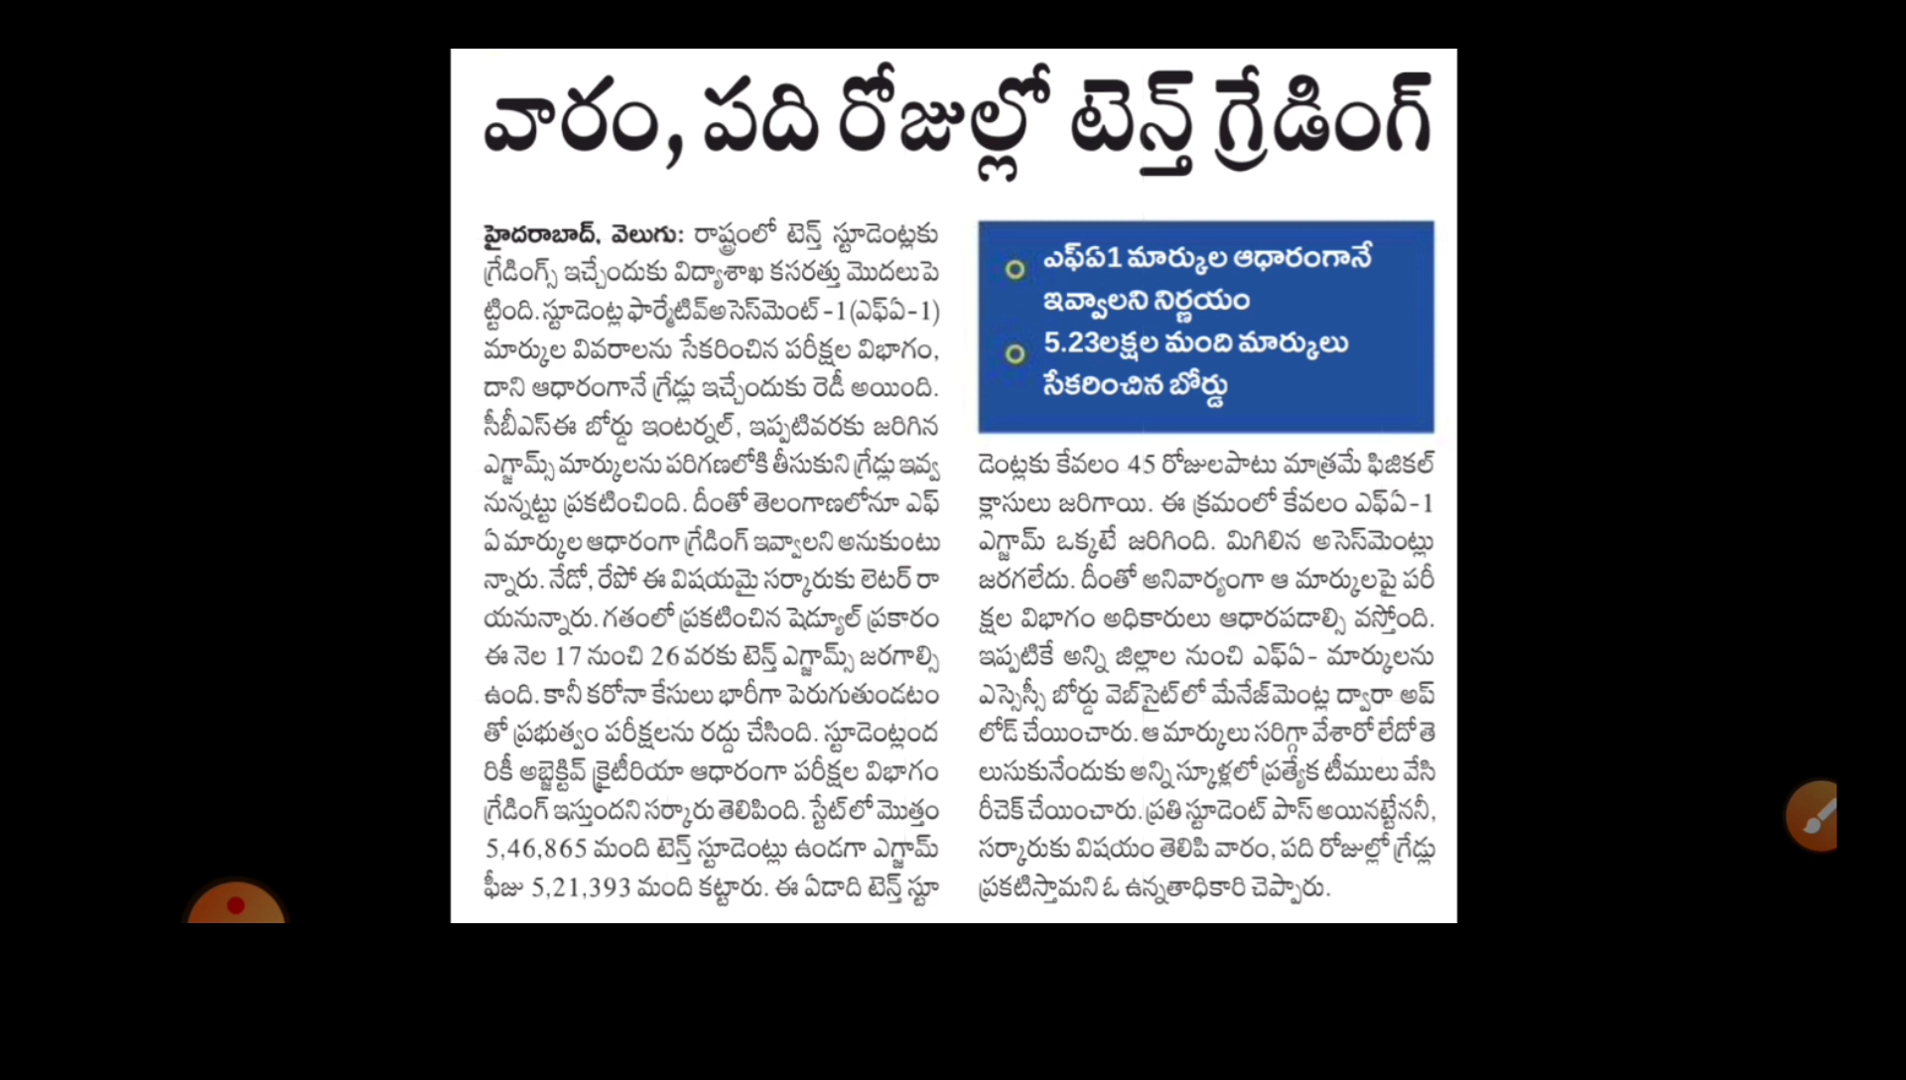 వారం, పది రోజుల్లో టెన్త్ గ్రేడింగ్
హైదరాబాద్, వెలుగు: రాష్ట్రంలో టెన్త్ స్టూడెంట్లకు
గ్రేడింగ్స్ ఇచ్చేందుకు విద్యాశాఖ కసరత్తు మొదలుపె
ట్టింది. స్టూడెంట్ల ఫార్మేటివ్అసెస్‌మెంట్ -1(ఎఫ్ఏ-1)
మార్కుల వివరాలను సేకరించిన పరీక్షల విభాగం,
దాని ఆధారంగానే గ్రేడ్లు ఇచ్చేందుకు రెడీ అయింది.
సీబీఎస్ఈ బోర్డు ఇంటర్నల్, ఇప్పటివరకు జరిగిన
ఎగ్జామ్స్ మార్కులను పరిగణలోకి తీసుకుని గ్రేడ్లు ఇవ్వ
నున్నట్టు ప్రకటించింది. దీంతో తెలంగాణలోనూ ఎఫ్
ఏ మార్కుల ఆధారంగా గ్రేడింగ్ ఇవ్వాలని అనుకుంటు
న్నారు. నేడో, రేపో ఈ విషయమై సర్కారుకు లెటర్ రా
యనున్నారు. గతంలో ప్రకటించిన షెడ్యూల్ ప్రకారం
ఈ నెల 17 నుంచి 26 వరకు టెన్త్ ఎగ్జామ్స్ జరగాల్సి
ఉంది. కానీ కరోనా కేసులు భారీగా పెరుగుతుండటం
తో ప్రభుత్వం పరీక్షలను రద్దు చేసింది. స్టూడెంట్లంద
రికీ అబ్జెక్టివ్ క్రైటీరియా ఆధారంగా పరీక్షల విభాగం
గ్రేడింగ్ ఇస్తుందని సర్కారు తెలిపింది. స్టేట్‌లో మొత్తం
5,46,865 మంది టెన్త్ స్టూడెంట్లు ఉండగా ఎగ్జామ్
ఫీజు 5,21,393 మంది కట్టారు. ఈ ఏడాది టెన్త్ స్టూ
ఎఫ్ఏ1 మార్కుల ఆధారంగానే
ఇవ్వాలని నిర్ణయం
5.23లక్షల మంది మార్కులు
సేకరించిన బోర్డు
డెంట్లకు కేవలం 45 రోజులపాటు మాత్రమే ఫిజికల్
క్లాసులు జరిగాయి. ఈ క్రమంలో కేవలం ఎఫ్ఏ-1
ఎగ్జామ్ ఒక్కటే జరిగింది. మిగిలిన అసెస్‌మెంట్లు
జరగలేదు. దీంతో అనివార్యంగా ఆ మార్కులపై పరీ
క్షల విభాగం అధికారులు ఆధారపడాల్సి వస్తోంది.
ఇప్పటికే అన్ని జిల్లాల నుంచి ఎఫ్ఏ- మార్కులను
ఎస్సెస్సీ బోర్డు వెబ్‌సైట్‌లో మేనేజ్‌మెంట్ల ద్వారా అప్
లోడ్ చేయించారు. ఆ మార్కులు సరిగ్గా వేశారో లేదో తె
లుసుకునేందుకు అన్ని స్కూళ్లలో ప్రత్యేక టీములు వేసి
రీచెక్ చేయించారు. ప్రతి స్టూడెంట్ పాస్ అయినట్టేననీ,
సర్కారుకు విషయం తెలిపి వారం, పది రోజుల్లో గ్రేడ్లు
ప్రకటిస్తామని ఓ ఉన్నతాధికారి చెప్పారు.